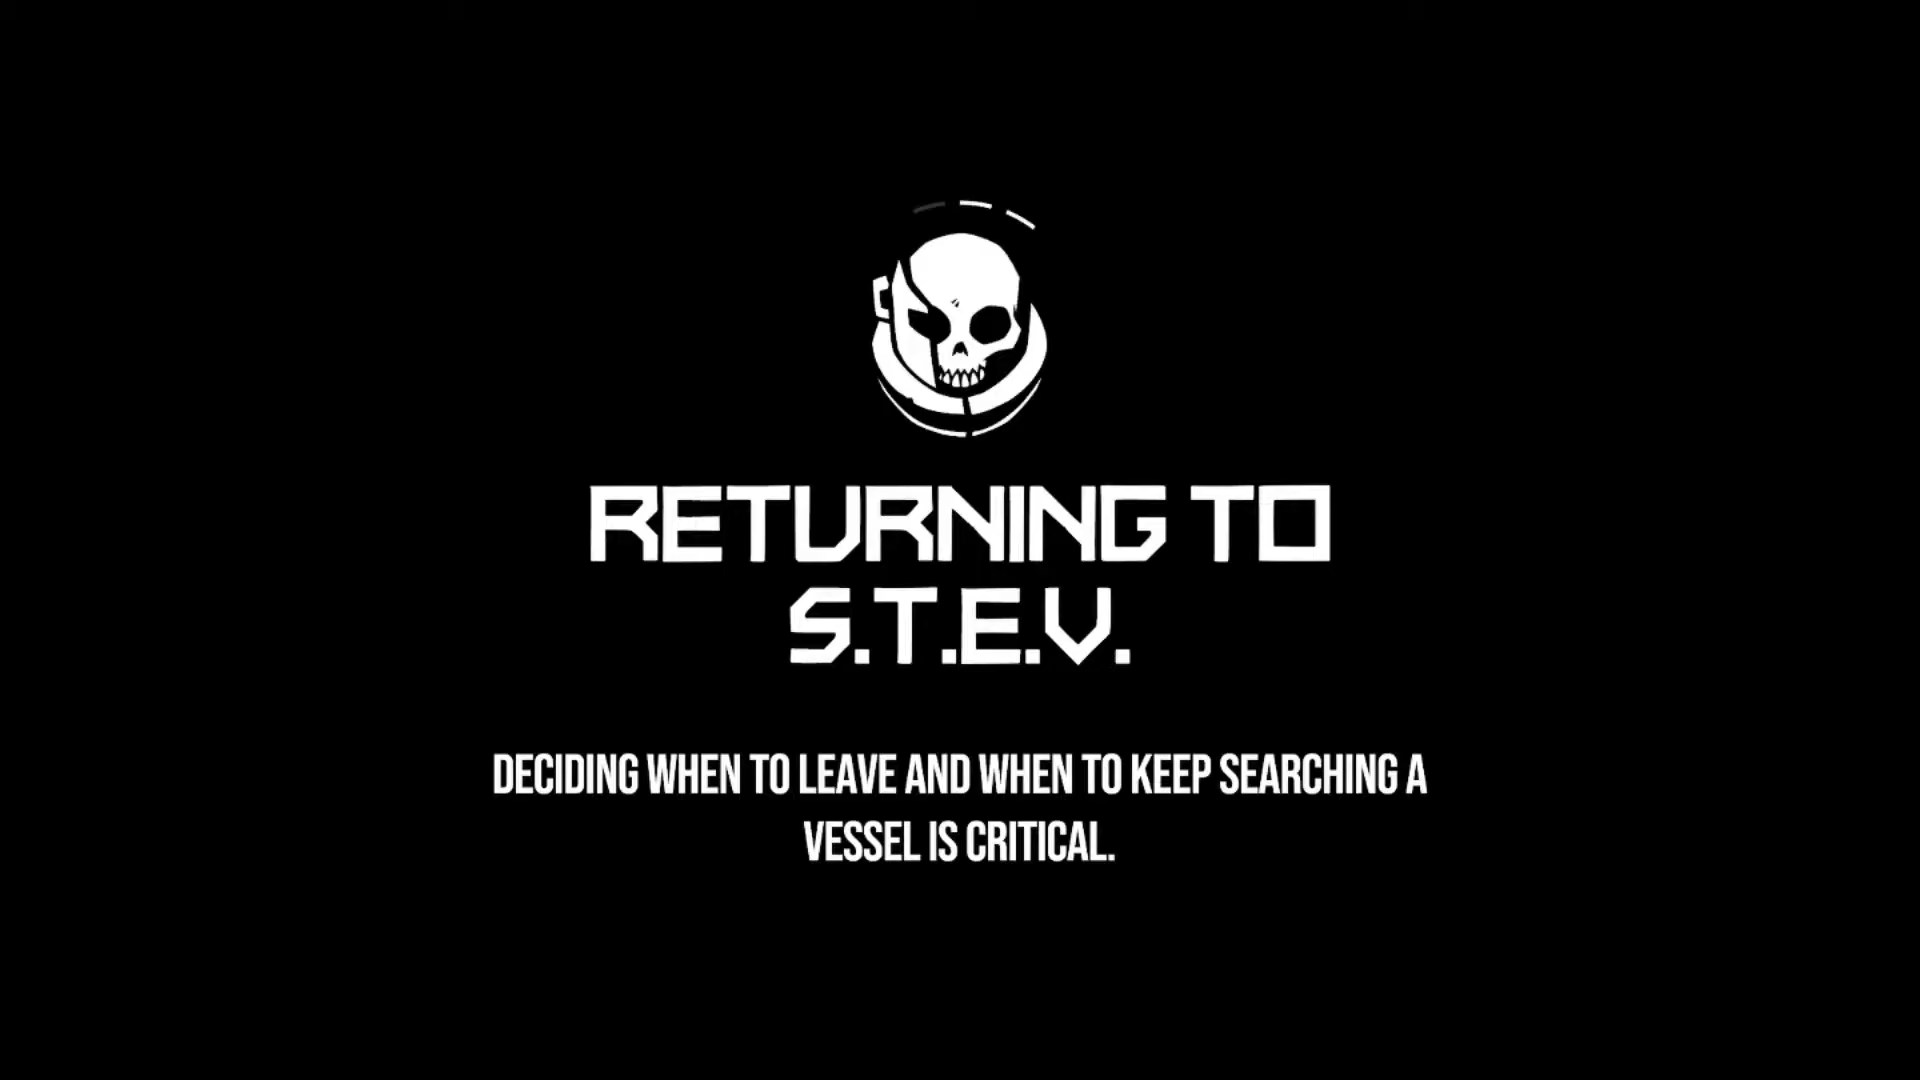 RETURNING TO
S.T.E.V.
DECIDING WHEN TO LEAVE AND WHEN TO KEEP SEARCHING A
VESSEL IS CRITICAL.